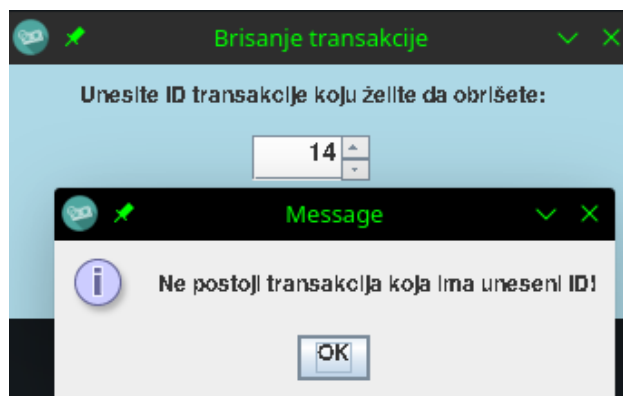 Brisanje transakcije
Unesite ID transakcije koju želite da obrišete:
14
Message
Ne postoji transakcija koja ima uneseni ID!
OK